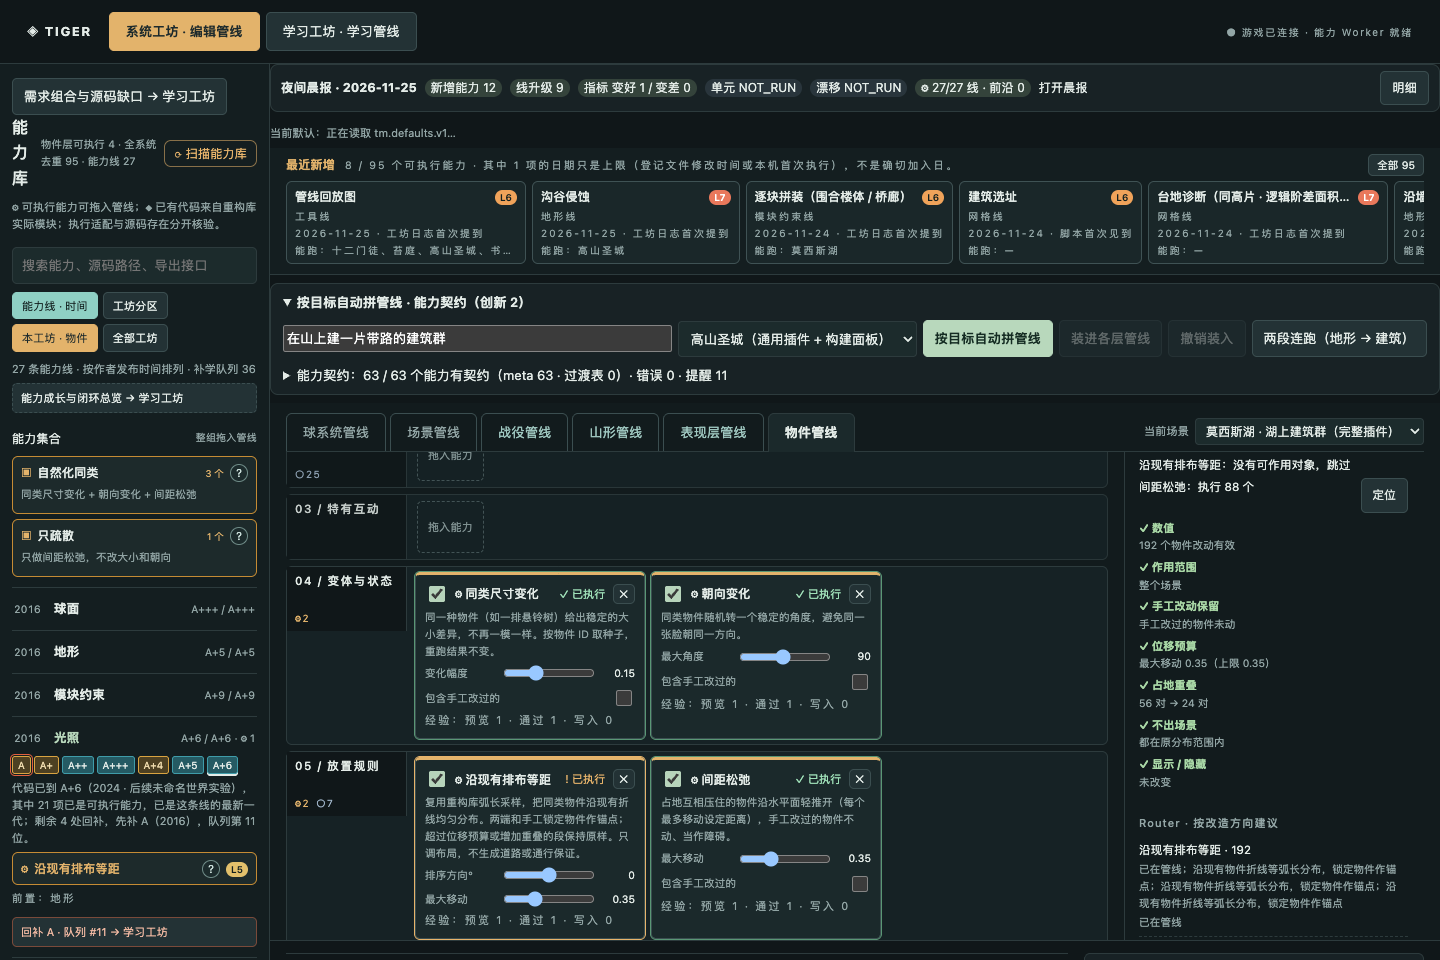 ◈ TIGER
系统工坊 · 编辑管线
学习工坊 · 学习管线
游戏已连接 · 能力 Worker 就绪
需求组合与源码缺口 → 学习工坊
能力库
物件层可执行 4 · 全系统去重 95 · 能力线 27
⟳ 扫描能力库
⚙ 可执行能力可拖入管线；◆ 已有代码来自重构库实际模块；执行适配与源码存在分开核验。
搜索能力、源码路径、导出接口
能力线 · 时间
工坊分区
本工坊 · 物件
全部工坊
27 条能力线 · 按作者发布时间排列 · 补学队列 36
能力成长与闭环总览 → 学习工坊
能力集合
整组拖入管线
▣ 自然化同类
3 个 ?
同类尺寸变化 + 朝向变化 + 间距松弛
▣ 只疏散
1 个 ?
只做间距松弛，不改大小和朝向
2016 球面 A+++ / A+++
2016 地形 A+5 / A+5
2016 模块约束 A+9 / A+9
2016 光照 A+6 / A+6 · ⚙ 1
A A+ A++ A+++ A+4 A+5 A+6
代码已到 A+6（2024 · 后续未命名世界实验），
其中 21 项已是可执行能力，已是这条线的最新一
代；剩余 4 处回补，先补 A（2016），队列第 11
位。
⚙ 沿现有排布等距 ? L5
前置：地形
回补 A · 队列 #11 → 学习工坊
夜间晨报 · 2026-11-25
新增能力 12
线升级 9
指标 变好 1 / 变差 0
单元 NOT_RUN
漂移 NOT_RUN
⚙ 27/27 线 · 前沿 0
打开晨报
明细
当前默认：正在读取 tm.defaults.v1...
最近新增 8 / 95 个可执行能力 · 其中 1 项的日期只是上限（登记文件修改时间或本机首次执行），不是确切加入日。
全部 95
管线回放图 L6
工具线
2026-11-25 · 工坊日志首次提到
能跑：十二门徒、苔庭、高山圣城、书...
沟谷侵蚀 L7
地形线
2026-11-25 · 工坊日志首次提到
能跑：高山圣城
逐块拼装（围合楼体 / 桥廊） L6
模块约束线
2026-11-24 · 工坊日志首次提到
能跑：莫西斯湖
建筑选址 L6
网格线
2026-11-24 · 脚本首次见到
能跑：—
台地诊断（同高片 · 逻辑阶差面积... L7
网格线
2026-11-24 · 工坊日志首次提到
能跑：—
▼ 按目标自动拼管线 · 能力契约（创新 2）
在山上建一片带路的建筑群
高山圣城（通用插件 + 构建面板）
按目标自动拼管线
装进各层管线
撤销装入
两段连跑（地形 → 建筑）
▶ 能力契约：63 / 63 个能力有契约（meta 63 · 过渡表 0）· 错误 0 · 提醒 11
球系统管线
场景管线
战役管线
山形管线
表现层管线
物件管线
当前场景
莫西斯湖 · 湖上建筑群（完整插件）
○25
拖入能力
03 / 特有互动
拖入能力
04 / 变体与状态
⚙2
⚙ 同类尺寸变化 ✓ 已执行 ✕
同一种物件（如一排悬铃树）给出稳定的大
小差异，不再一模一样。按物件 ID 取种子，
重跑结果不变。
变化幅度 0.15
包含手工改过的
经验：预览 1 · 通过 1 · 写入 0
⚙ 朝向变化 ✓ 已执行 ✕
同类物件随机转一个稳定的角度，避免同一
张脸朝同一方向。
最大角度 90
包含手工改过的
经验：预览 1 · 通过 1 · 写入 0
05 / 放置规则
⚙2 ○7
⚙ 沿现有排布等距 ! 已执行 ✕
复用重构库弧长采样，把同类物件沿现有折
线均匀分布。两端和手工锁定物件作锚点；
超过位移预算或增加重叠的段保持原样。只
调布局，不生成道路或通行保证。
排序方向° 0
最大移动 0.35
经验：预览 1 · 通过 1 · 写入 0
⚙ 间距松弛 ✓ 已执行 ✕
占地互相压住的物件沿水平面轻推开（每个
最多移动设定距离），手工改过的物件不
动、当作障碍。
最大移动 0.35
包含手工改过的
经验：预览 1 · 通过 1 · 写入 0
沿现有排布等距：没有可作用对象，跳过
间距松弛：执行 88 个
定位
✓ 数值
192 个物件改动有效
✓ 作用范围
整个场景
✓ 手工改动保留
手工改过的物件未动
✓ 位移预算
最大移动 0.35（上限 0.35）
✓ 占地重叠
56 对 → 24 对
✓ 不出场景
都在原分布范围内
✓ 显示 / 隐藏
未改变
Router · 按改造方向建议
沿现有排布等距 · 192
已在管线；沿现有物件折线等弧长分布，锁定物件作锚
点；沿现有物件折线等弧长分布，锁定物件作锚点；沿
现有物件折线等弧长分布，锁定物件作锚点
已在管线